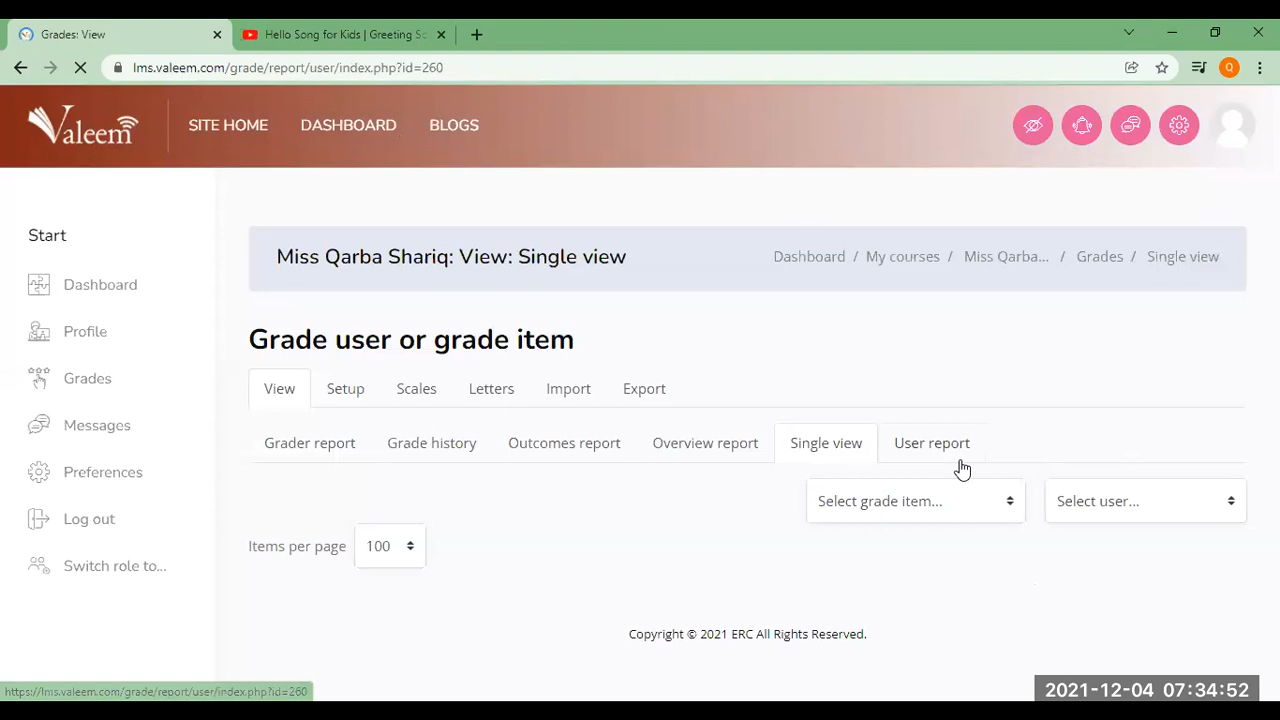 Grades: View
Hello Song for Kids | Greeting So
lms.valeem.com/grade/report/user/index.php?id=260
Q
Valeem
SITE HOME
DASHBOARD
BLOGS
Start
Dashboard
Profile
Grades
Messages
Preferences
Log out
Switch role to...
Miss Qarba Shariq: View: Single view
Dashboard / My courses / Miss Qarba... / Grades / Single view
Grade user or grade item
View Setup Scales Letters Import Export
Grader report Grade history Outcomes report Overview report Single view User report
Select grade item... Select user...
Items per page 100
Copyright © 2021 ERC All Rights Reserved.
https://lms.valeem.com/grade/report/user/index.php?id=260
2021-12-04 07:34:52